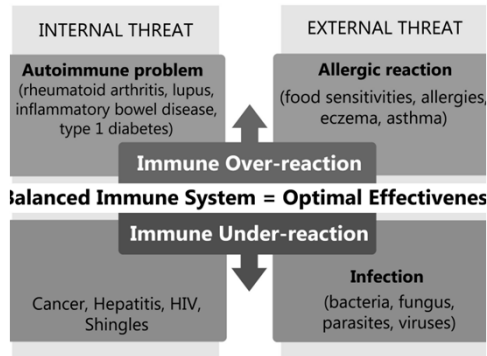 INTERNAL THREAT
EXTERNAL THREAT
Autoimmune problem
(rheumatoid arthritis, lupus,
inflammatory bowel disease,
type 1 diabetes)
Allergic reaction
(food sensitivities, allergies,
eczema, asthma)
Immune Over-reaction
Balanced Immune System = Optimal Effectivenes
Immune Under-reaction
Cancer, Hepatitis, HIV,
Shingles
Infection
(bacteria, fungus,
parasites, viruses)